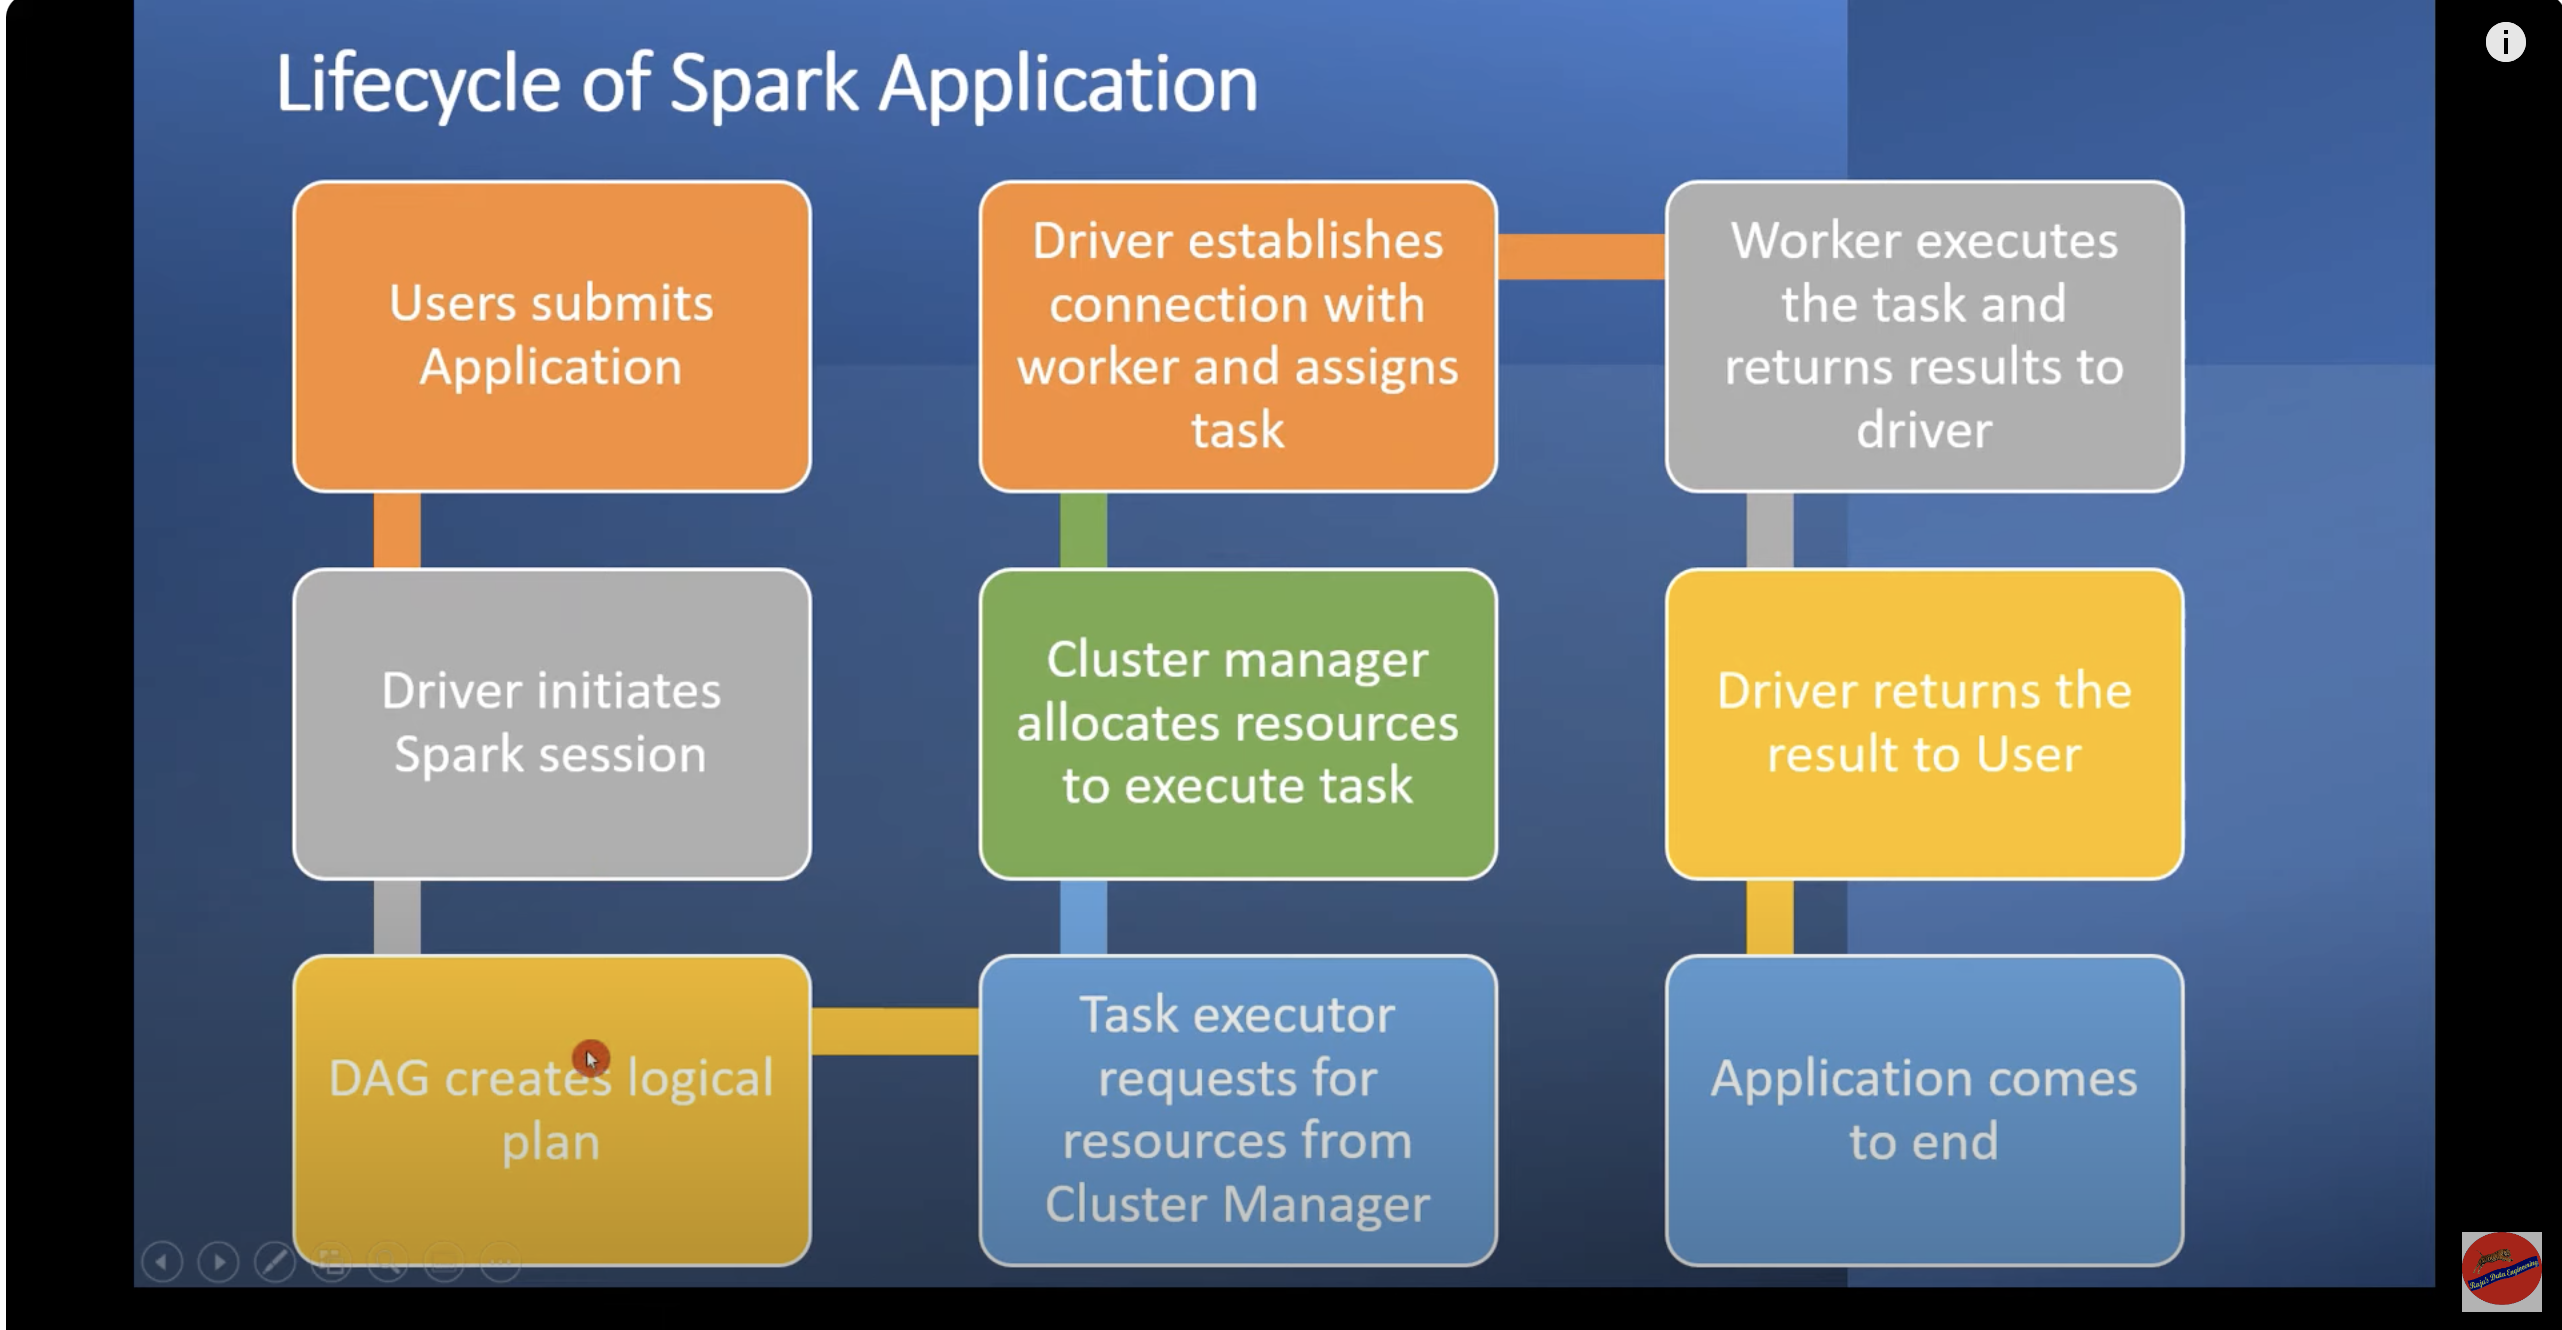 Lifecycle of Spark Application
Users submits
Application
Driver initiates
Spark session
DAG creates logical
plan
Task executor
requests for
resources from
Cluster Manager
Cluster manager
allocates resources
to execute task
Driver establishes
connection with
worker and assigns
task
Worker executes
the task and
returns results to
driver
Driver returns the
result to User
Application comes
to end
i
Raja's Data Engineering